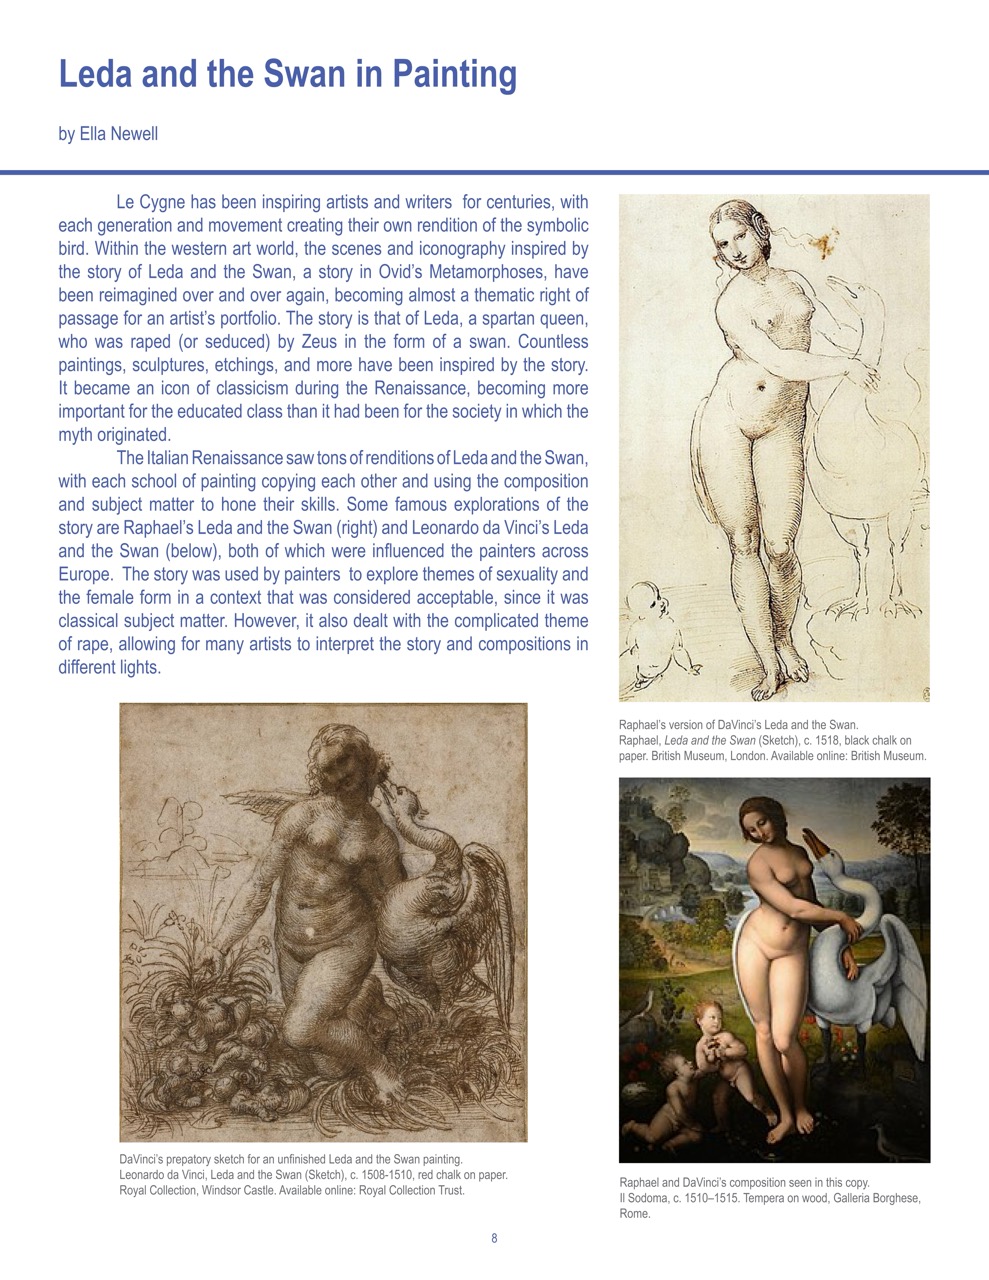 Leda and the Swan in Painting
by Ella Newell
Le Cygne has been inspiring artists and writers  for centuries, with
each generation and movement creating their own rendition of the symbolic
bird. Within the western art world, the scenes and iconography inspired by
the story of Leda and the Swan, a story in Ovid's Metamorphoses, have
been reimagined over and over again, becoming almost a thematic right of
passage for an artist's portfolio. The story is that of Leda, a spartan queen,
who was raped (or seduced) by Zeus in the form of a swan. Countless
paintings, sculptures, etchings, and more have been inspired by the story.
It became an icon of classicism during the Renaissance, becoming more
important for the educated class than it had been for the society in which the
myth originated.
The Italian Renaissance saw tons of renditions of Leda and the Swan,
with each school of painting copying each other and using the composition
and subject matter to hone their skills. Some famous explorations of the
story are Raphael's Leda and the Swan (right) and Leonardo da Vinci's Leda
and the Swan (below), both of which were influenced the painters across
Europe.  The story was used by painters  to explore themes of sexuality and
the female form in a context that was considered acceptable, since it was
classical subject matter. However, it also dealt with the complicated theme
of rape, allowing for many artists to interpret the story and compositions in
different lights.
Raphael's version of DaVinci's Leda and the Swan.
Raphael, Leda and the Swan (Sketch), c. 1518, black chalk on
paper. British Museum, London. Available online: British Museum.
DaVinci's prepatory sketch for an unfinished Leda and the Swan painting.
Leonardo da Vinci, Leda and the Swan (Sketch), c. 1508-1510, red chalk on paper.
Royal Collection, Windsor Castle. Available online: Royal Collection Trust.
Raphael and DaVinci's composition seen in this copy.
Il Sodoma, c. 1510–1515. Tempera on wood, Galleria Borghese,
Rome.
8